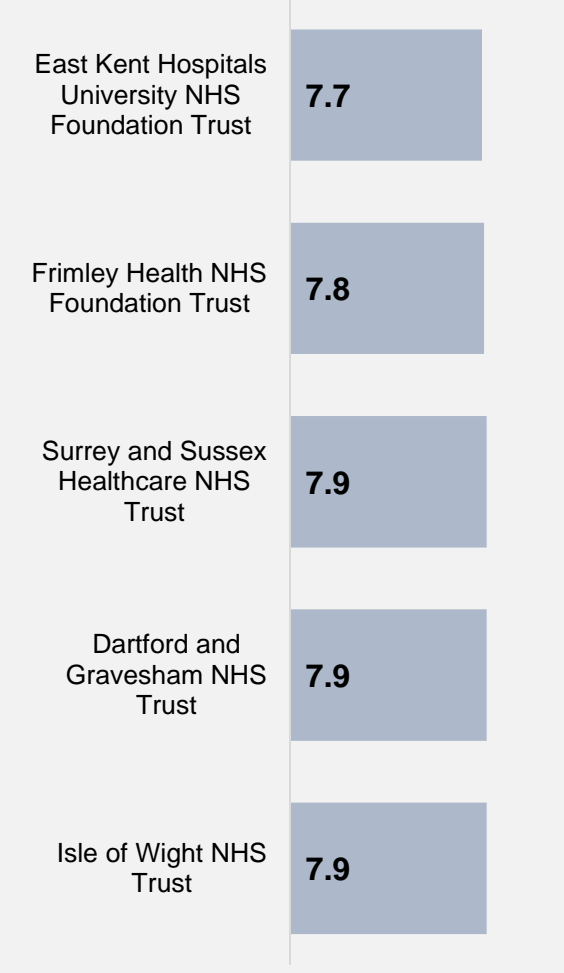 East Kent Hospitals
University NHS
Foundation Trust
7.7
Frimley Health NHS
Foundation Trust
7.8
Surrey and Sussex
Healthcare NHS
Trust
7.9
Dartford and
Gravesham NHS
Trust
7.9
Isle of Wight NHS
Trust
7.9